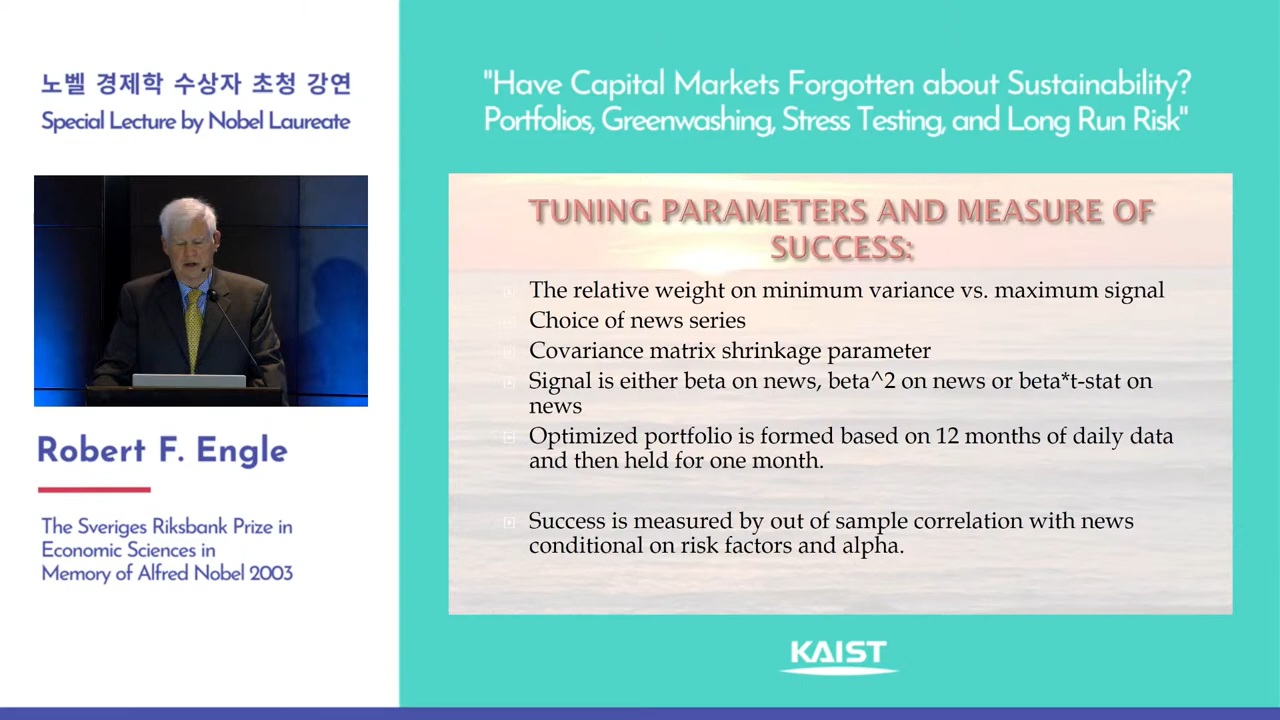 노벨 경제학 수상자 초청 강연
Special Lecture by Nobel Laureate
Robert F. Engle
The Sveriges Riksbank Prize in
Economic Sciences in
Memory of Alfred Nobel 2003
"Have Capital Markets Forgotten about Sustainability?
Portfolios, Greenwashing, Stress Testing, and Long Run Risk"
TUNING PARAMETERS AND MEASURE OF
SUCCESS:
The relative weight on minimum variance vs. maximum signal
Choice of news series
Covariance matrix shrinkage parameter
Signal is either beta on news, beta^2 on news or beta*t-stat on
news
Optimized portfolio is formed based on 12 months of daily data
and then held for one month.
Success is measured by out of sample correlation with news
conditional on risk factors and alpha.
KAIST